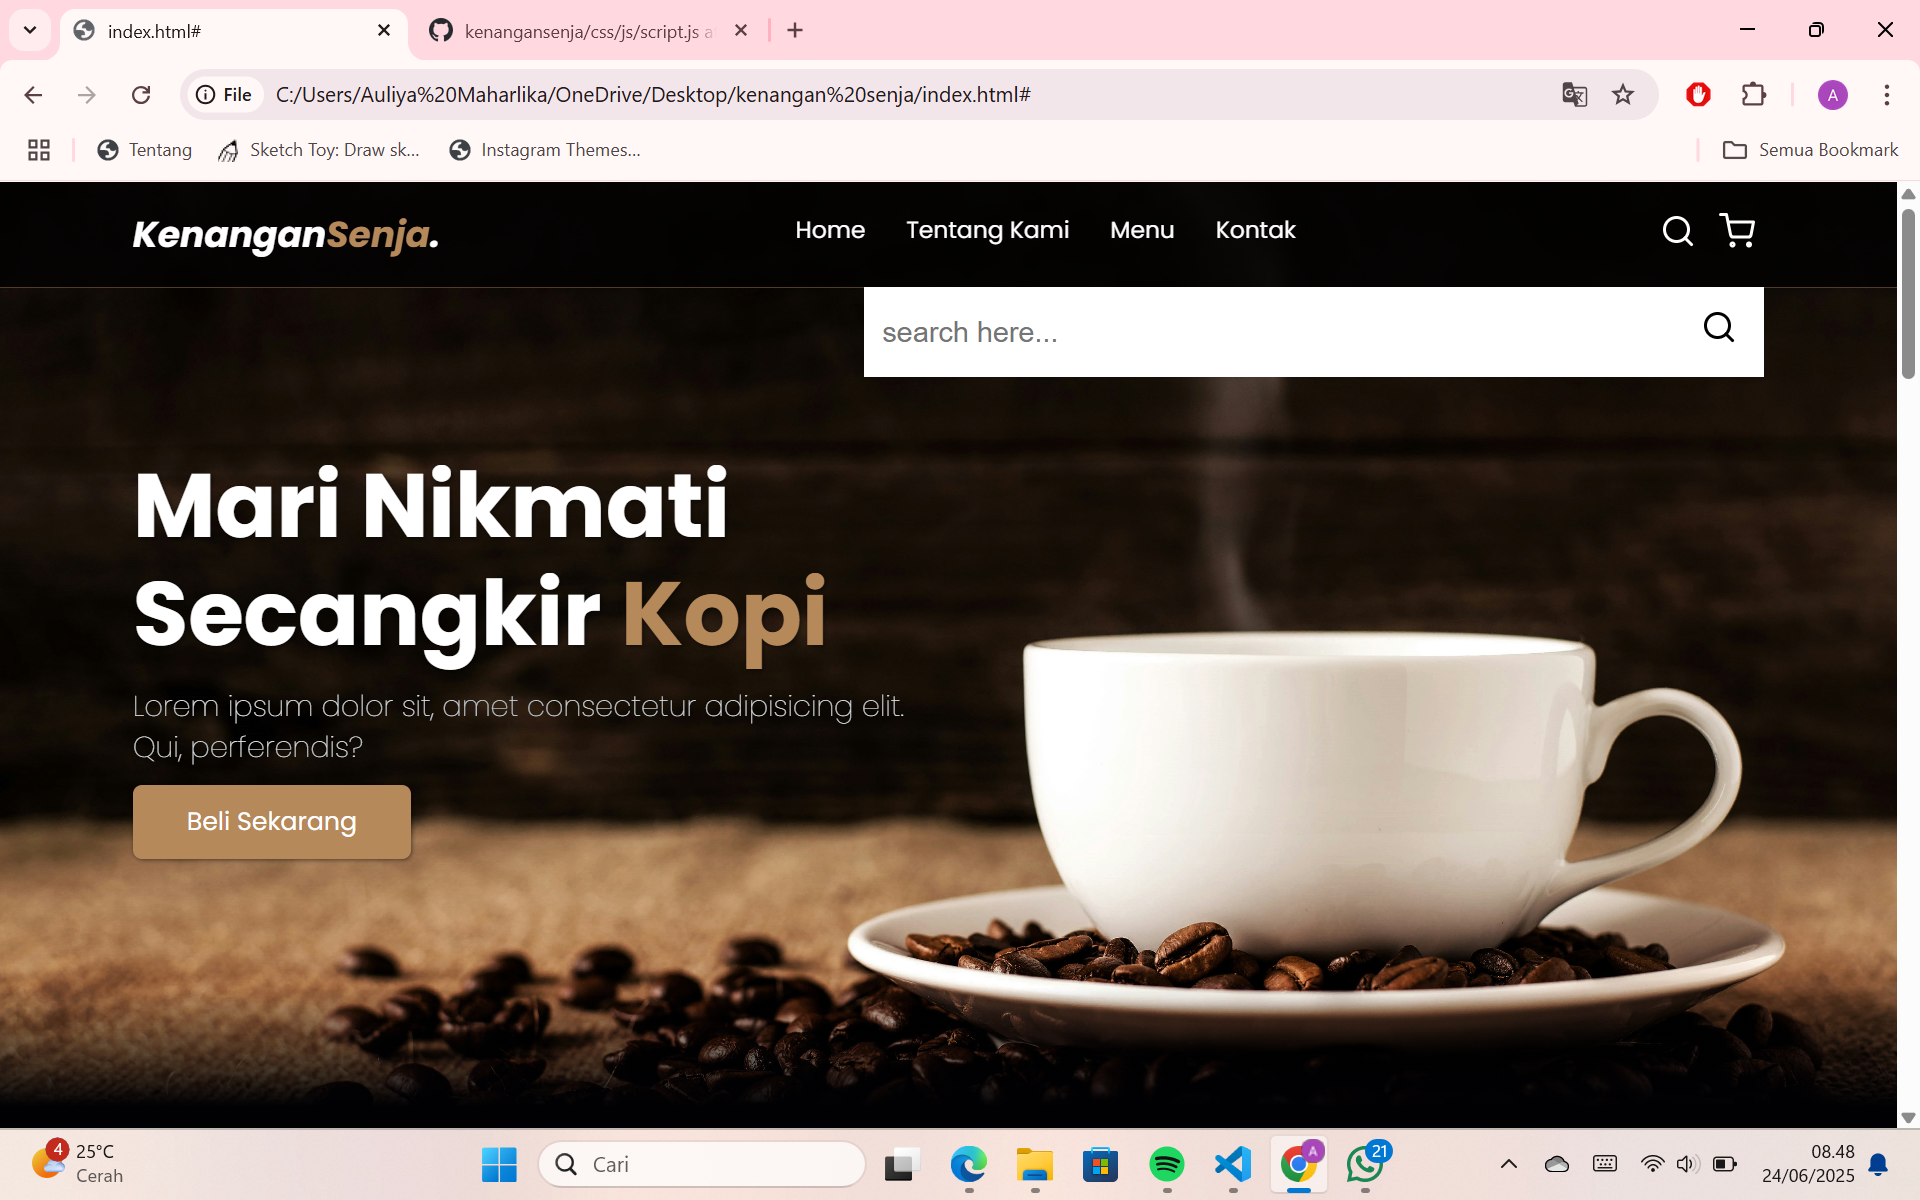 index.html#
kenangansenja/css/js/script.js a
File
C:/Users/Auliya%20Maharlika/OneDrive/Desktop/kenangan%20senja/index.html#
A
Tentang
Sketch Toy: Draw sk...
Instagram Themes...
Semua Bookmark
KenanganSenja.
Home
Tentang Kami
Menu
Kontak
search here...
Mari Nikmati
Secangkir Kopi
Lorem ipsum dolor sit, amet consectetur adipisicing elit.
Qui, perferendis?
Beli Sekarang
4
25°C
Cerah
Cari
A
21
08.48
24/06/2025